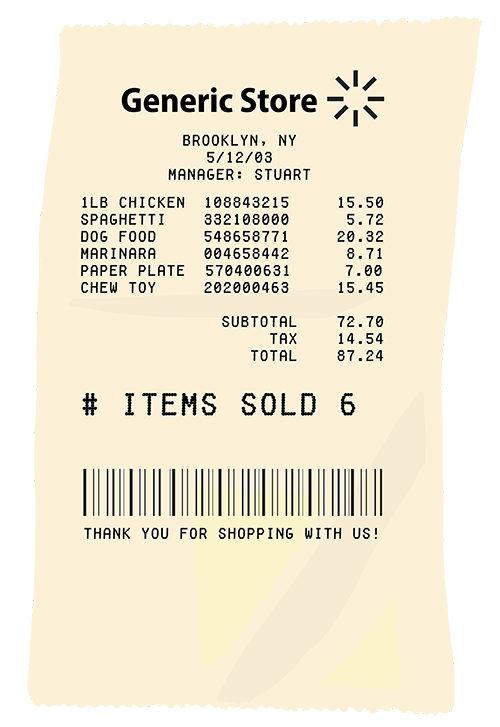 Generic Store
BROOKLYN, NY
5/12/03
MANAGER: STUART
1LB CHICKEN 108843215 15.50
SPAGHETTI 332108000 5.72
DOG FOOD 548658771 20.32
MARINARA 004658442 8.71
PAPER PLATE 570400631 7.00
CHEW TOY 202000463 15.45
SUBTOTAL 72.70
TAX 14.54
TOTAL 87.24
# ITEMS SOLD 6
THANK YOU FOR SHOPPING WITH US!